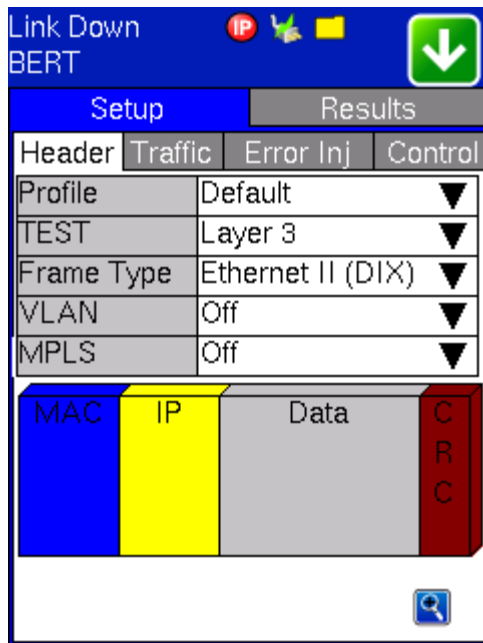 Link Down
IP
BERT
Setup Results
Header Traffic Error Inj Control
Profile Default
TEST Layer 3
Frame Type Ethernet II (DIX)
VLAN Off
MPLS Off
MAC IP Data C
R
C